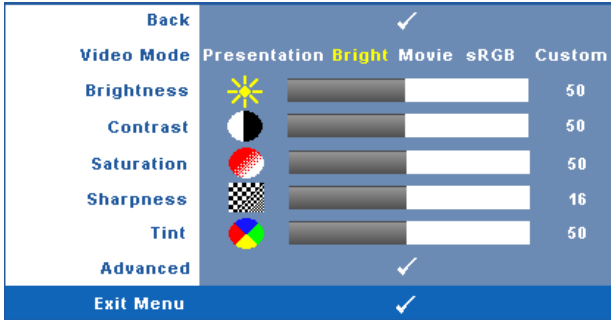 Back
Video Mode Presentation Bright Movie sRGB Custom
Brightness 50
Contrast 50
Saturation 50
Sharpness 16
Tint 50
Advanced
Exit Menu